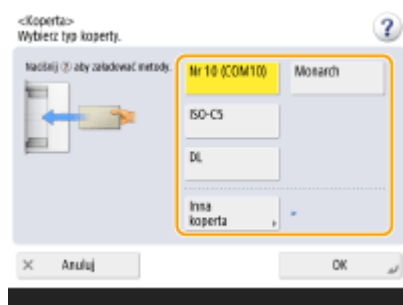 <Koperta>
Wybierz typ koperty.
?
Naciśnij ? aby załadować metody.
Nr 10 (COM10)
Monarch
ISO-C5
DL
Inna
koperta
Anuluj
OK